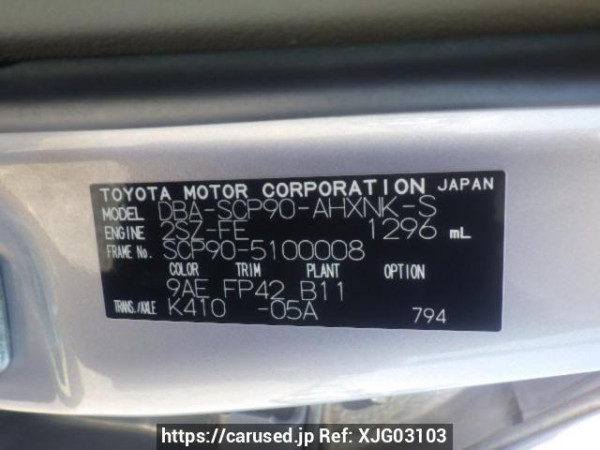 TOYOTA MOTOR CORPORATION JAPAN
MODEL DBA-SCP90-AHXNK-S
ENGINE 2SZ-FE 1296 mL
FRAME No. SCP90-5100008
COLOR TRIM PLANT OPTION
9AE FP42 B11
TRANS./AXLE K410 -05A 794
https://carused.jp Ref: XJG03103